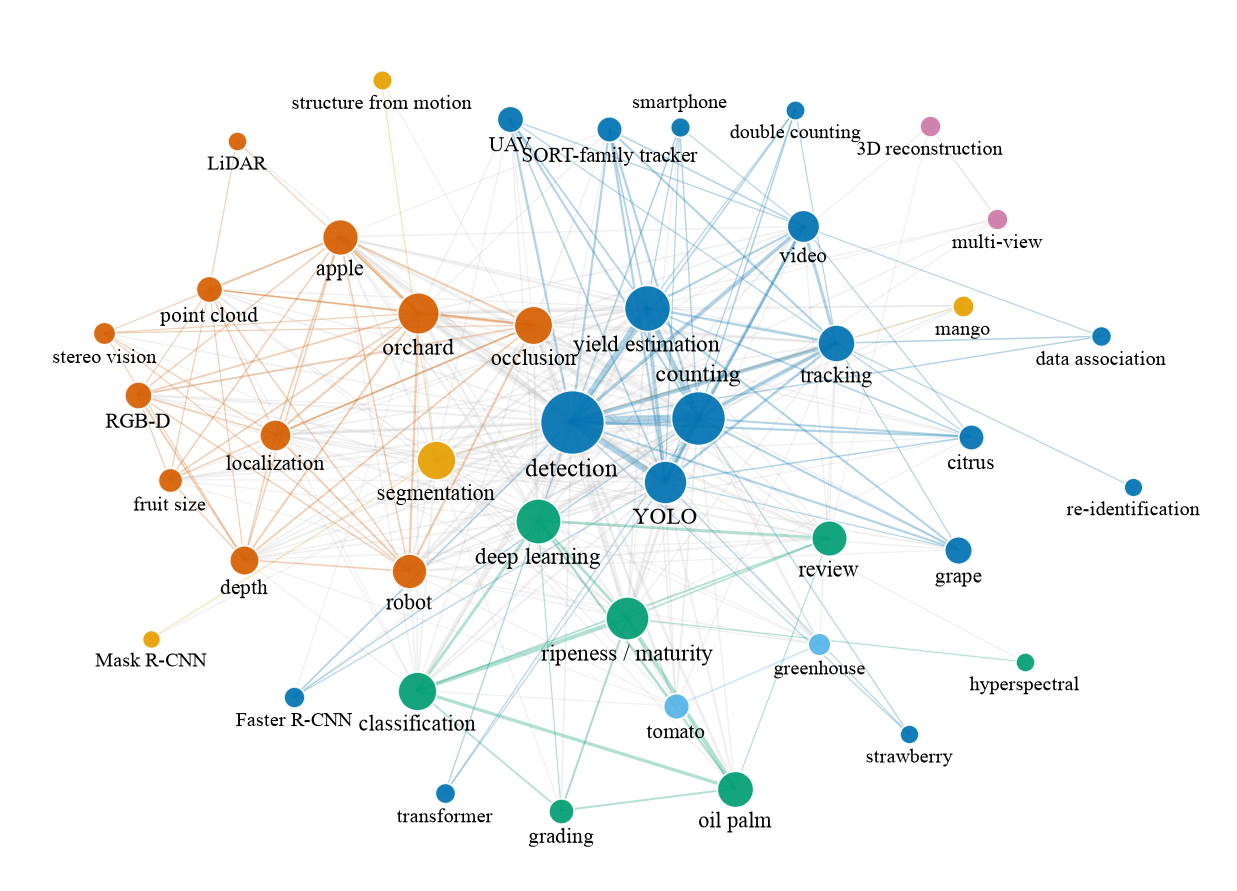 structure from motion
smartphone
double counting
UAV
SORT-family tracker
3D reconstruction
LiDAR
multi-view
apple
video
point cloud
mango
stereo vision
orchard
occlusion
yield estimation
data association
counting
tracking
RGB-D
localization
detection
citrus
segmentation
fruit size
YOLO
re-identification
deep learning
review
grape
depth
robot
ripeness / maturity
Mask R-CNN
greenhouse
hyperspectral
Faster R-CNN
classification
tomato
strawberry
transformer
grading
oil palm